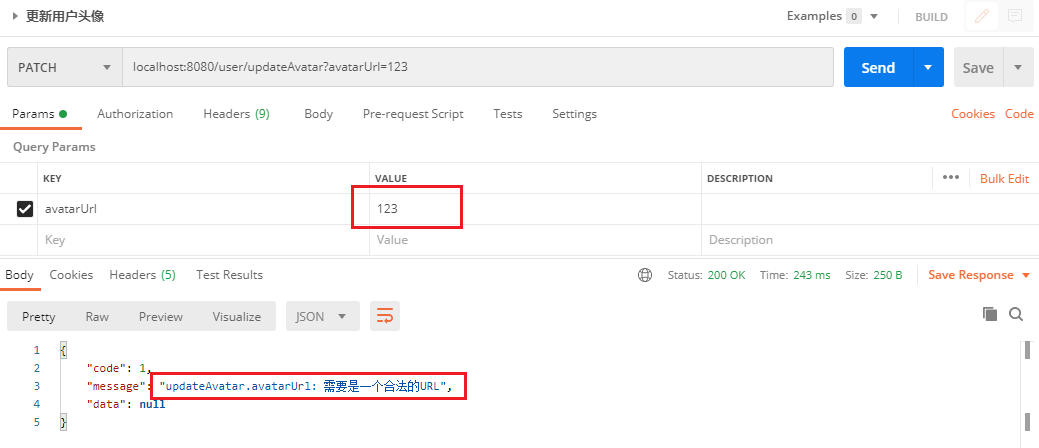 更新用户头像 Examples 0 BUILD
PATCH localhost:8080/user/updateAvatar?avatarUrl=123 Send Save
Params Authorization Headers (9) Body Pre-request Script Tests Settings Cookies Code
Query Params
KEY VALUE DESCRIPTION ••• Bulk Edit
avatarUrl 123
Key Value Description
Body Cookies Headers (5) Test Results Status: 200 OK Time: 243 ms Size: 250 B Save Response
Pretty Raw Preview Visualize JSON
1 {
2 "code": 1,
3 "message": "updateAvatar.avatarUrl: 需要是一个合法的URL",
4 "data": null
5 }